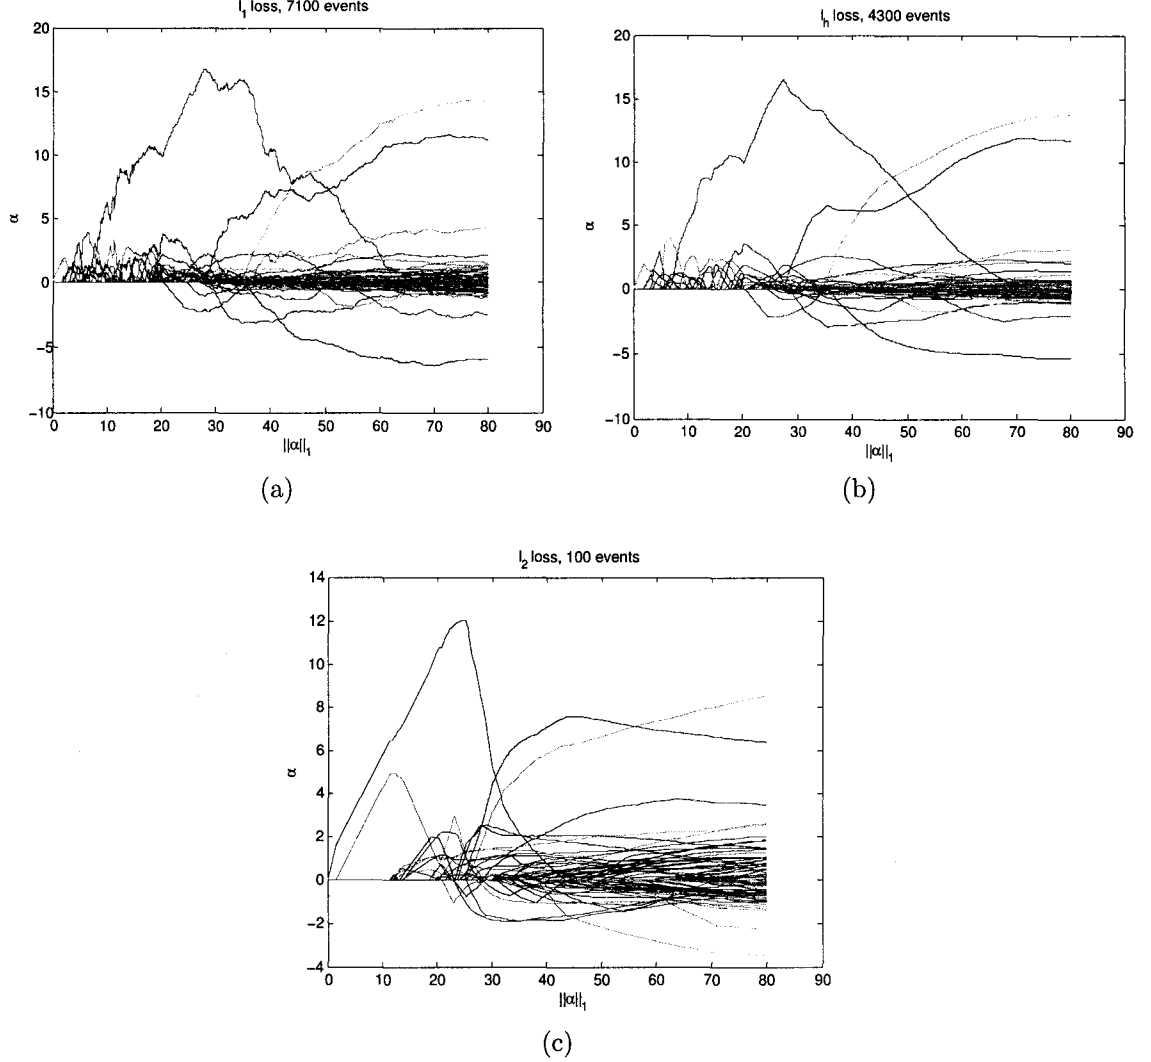 l₁ loss, 7100 events
20
15
10
5
0
−5
−10
α
0 10 20 30 40 50 60 70 80 90
||α||₁
(a)
lₕ loss, 4300 events
20
15
10
5
0
−5
−10
α
0 10 20 30 40 50 60 70 80 90
||α||₁
(b)
l₂ loss, 100 events
14
12
10
8
6
4
2
0
−2
−4
α
0 10 20 30 40 50 60 70 80 90
||α||₁
(c)